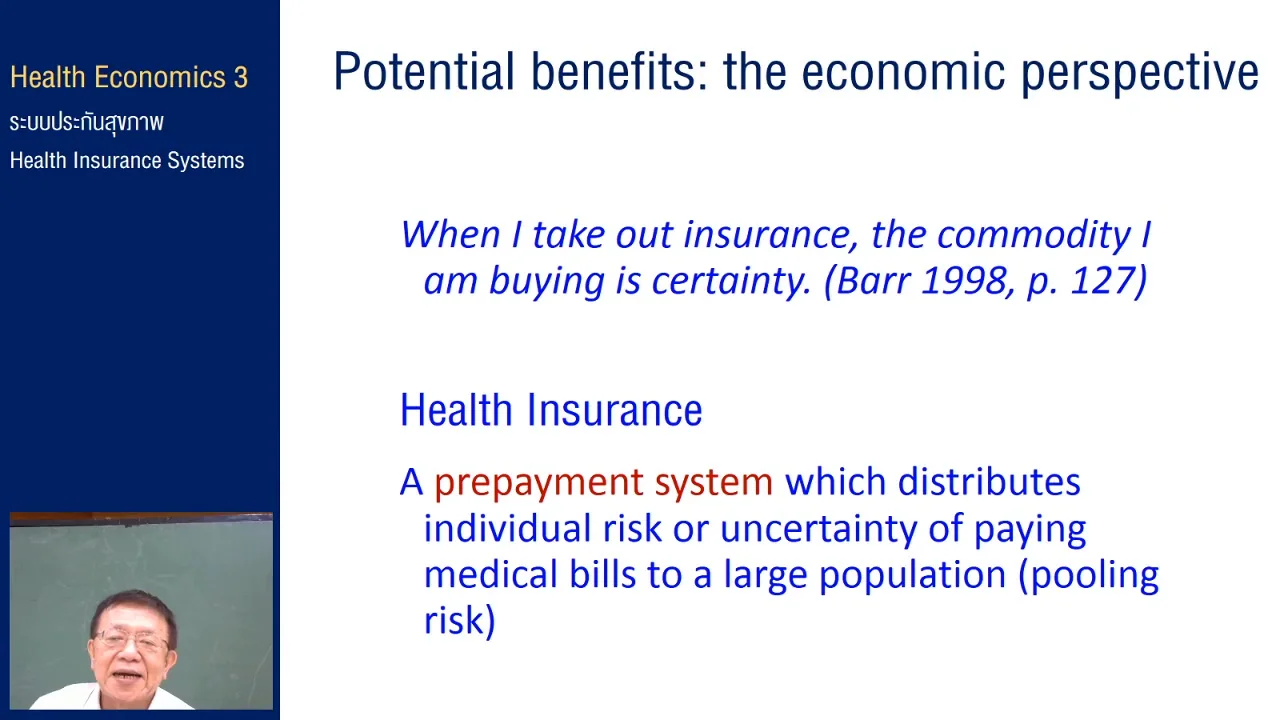 Health Economics 3
ระบบประกันสุขภาพ
Health Insurance Systems
Potential benefits: the economic perspective
When I take out insurance, the commodity I
am buying is certainty. (Barr 1998, p. 127)
Health Insurance
A prepayment system which distributes
individual risk or uncertainty of paying
medical bills to a large population (pooling
risk)